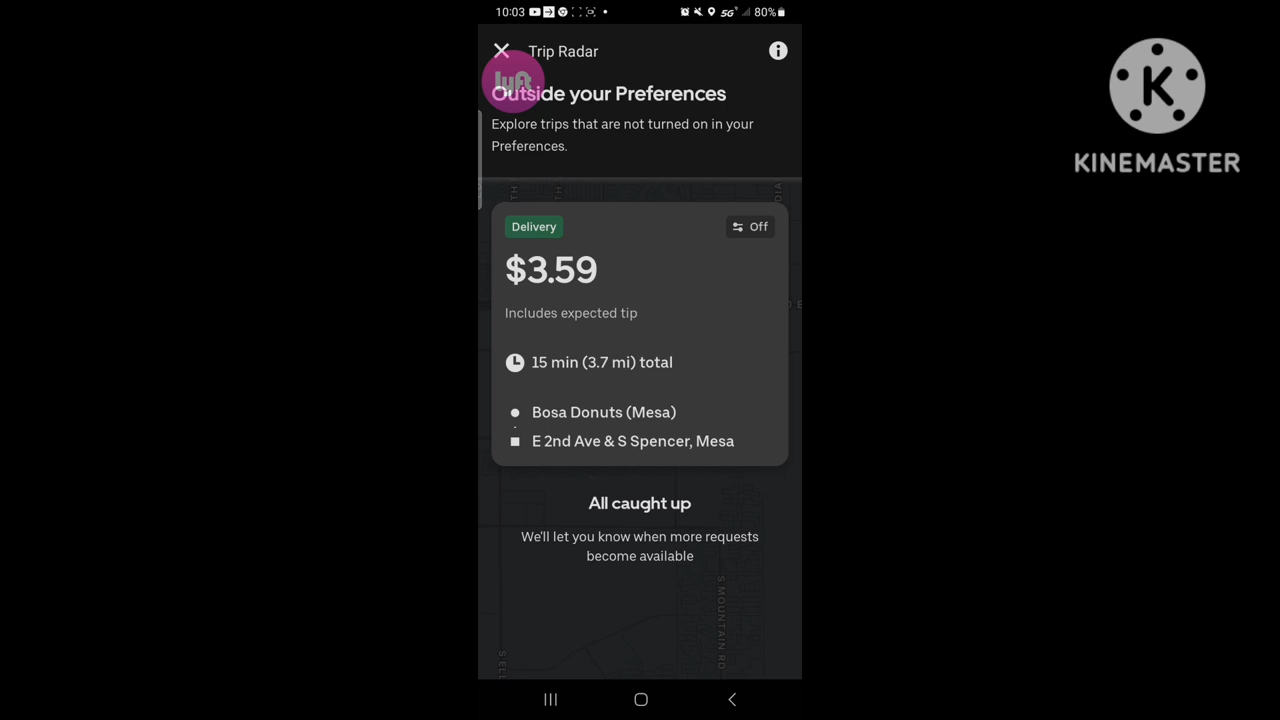 10:03
5G
80%
Trip Radar
lyft
Outside your Preferences
Explore trips that are not turned on in your
Preferences.
Delivery
Off
$3.59
Includes expected tip
15 min (3.7 mi) total
Bosa Donuts (Mesa)
E 2nd Ave & S Spencer, Mesa
All caught up
We'll let you know when more requests
become available
S MOUNTAIN RD
K
KINEMASTER